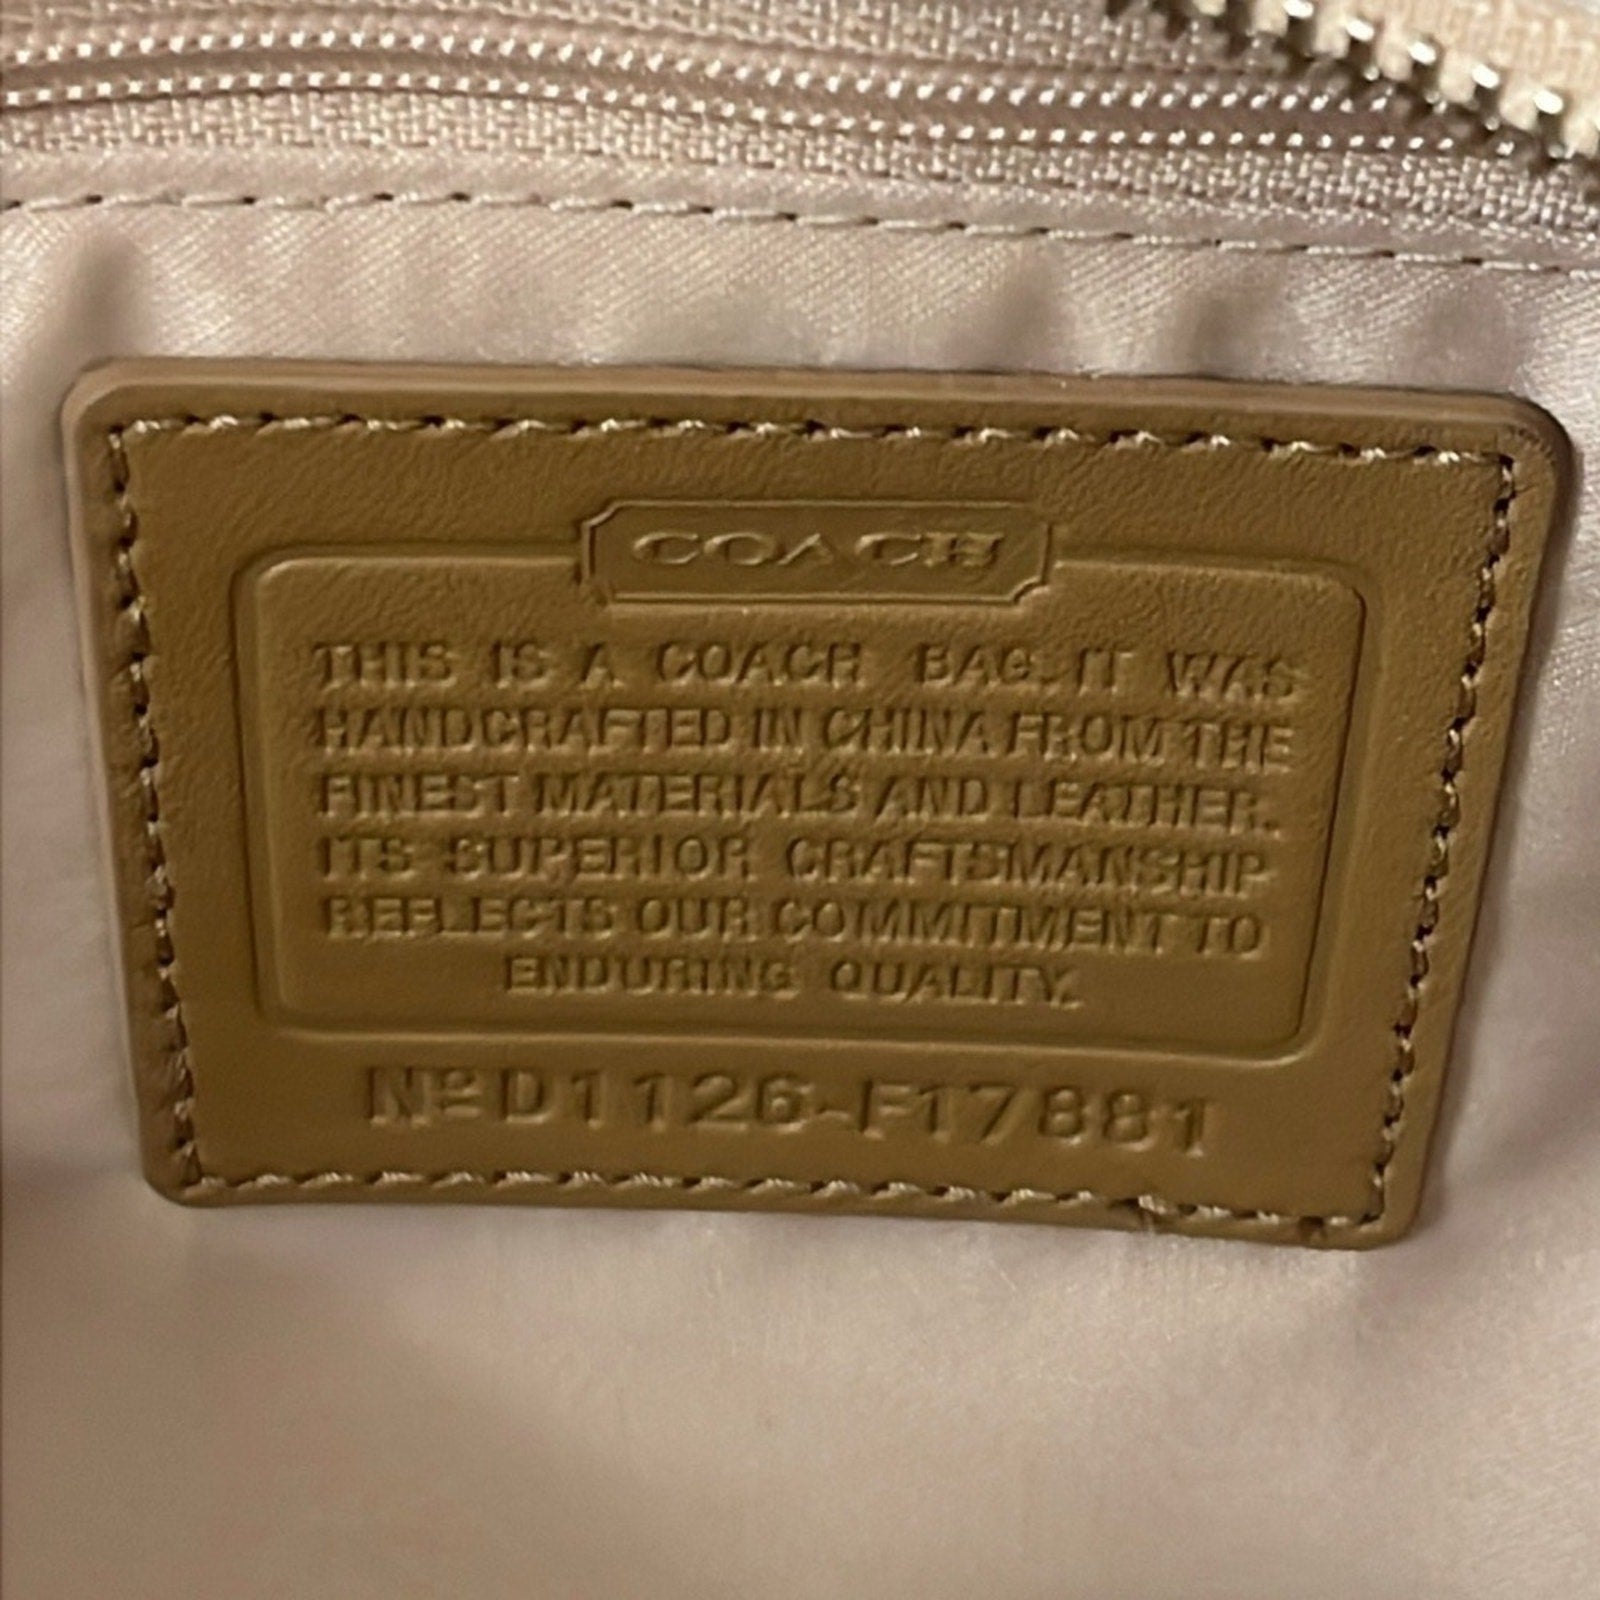 COACH
THIS IS A COACH BAG. IT WAS
HANDCRAFTED IN CHINA FROM THE
FINEST MATERIALS AND LEATHER.
ITS SUPERIOR CRAFTSMANSHIP
REFLECTS OUR COMMITMENT TO
ENDURING QUALITY.
Nº D1126-F17881